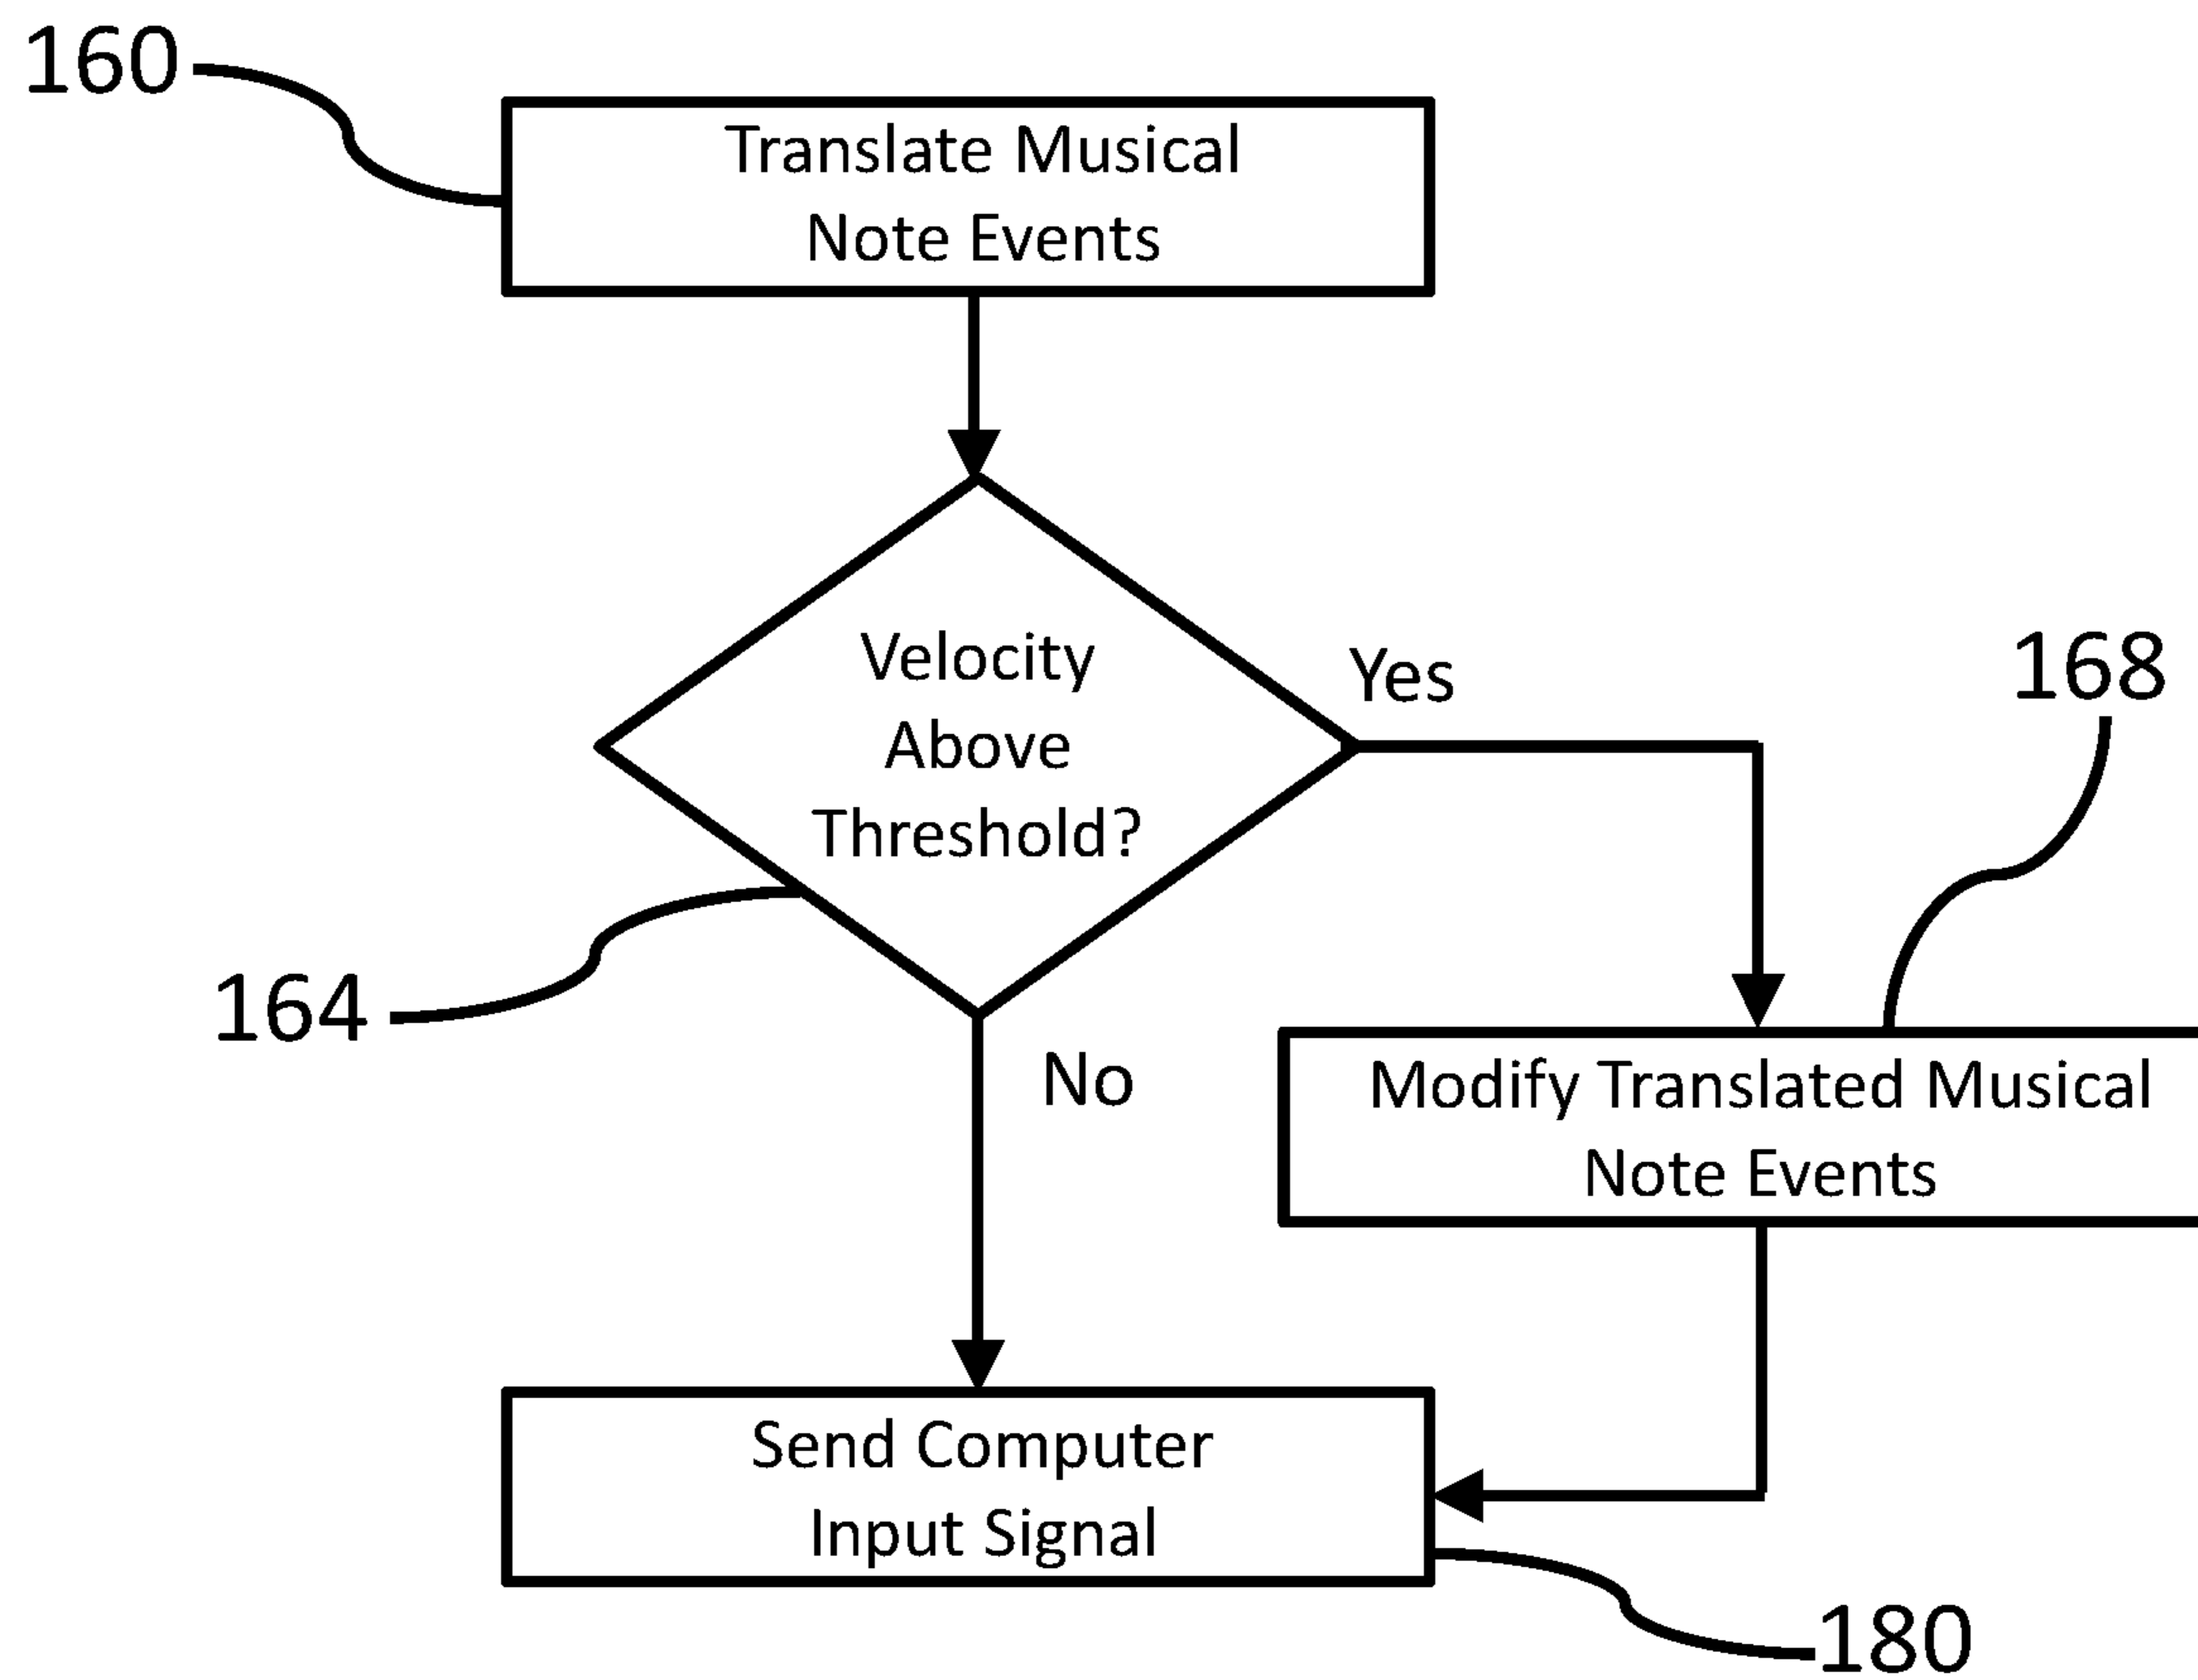 160
Translate Musical
Note Events
Velocity
Above
Threshold?
Yes
168
164
No
Modify Translated Musical
Note Events
Send Computer
Input Signal
180